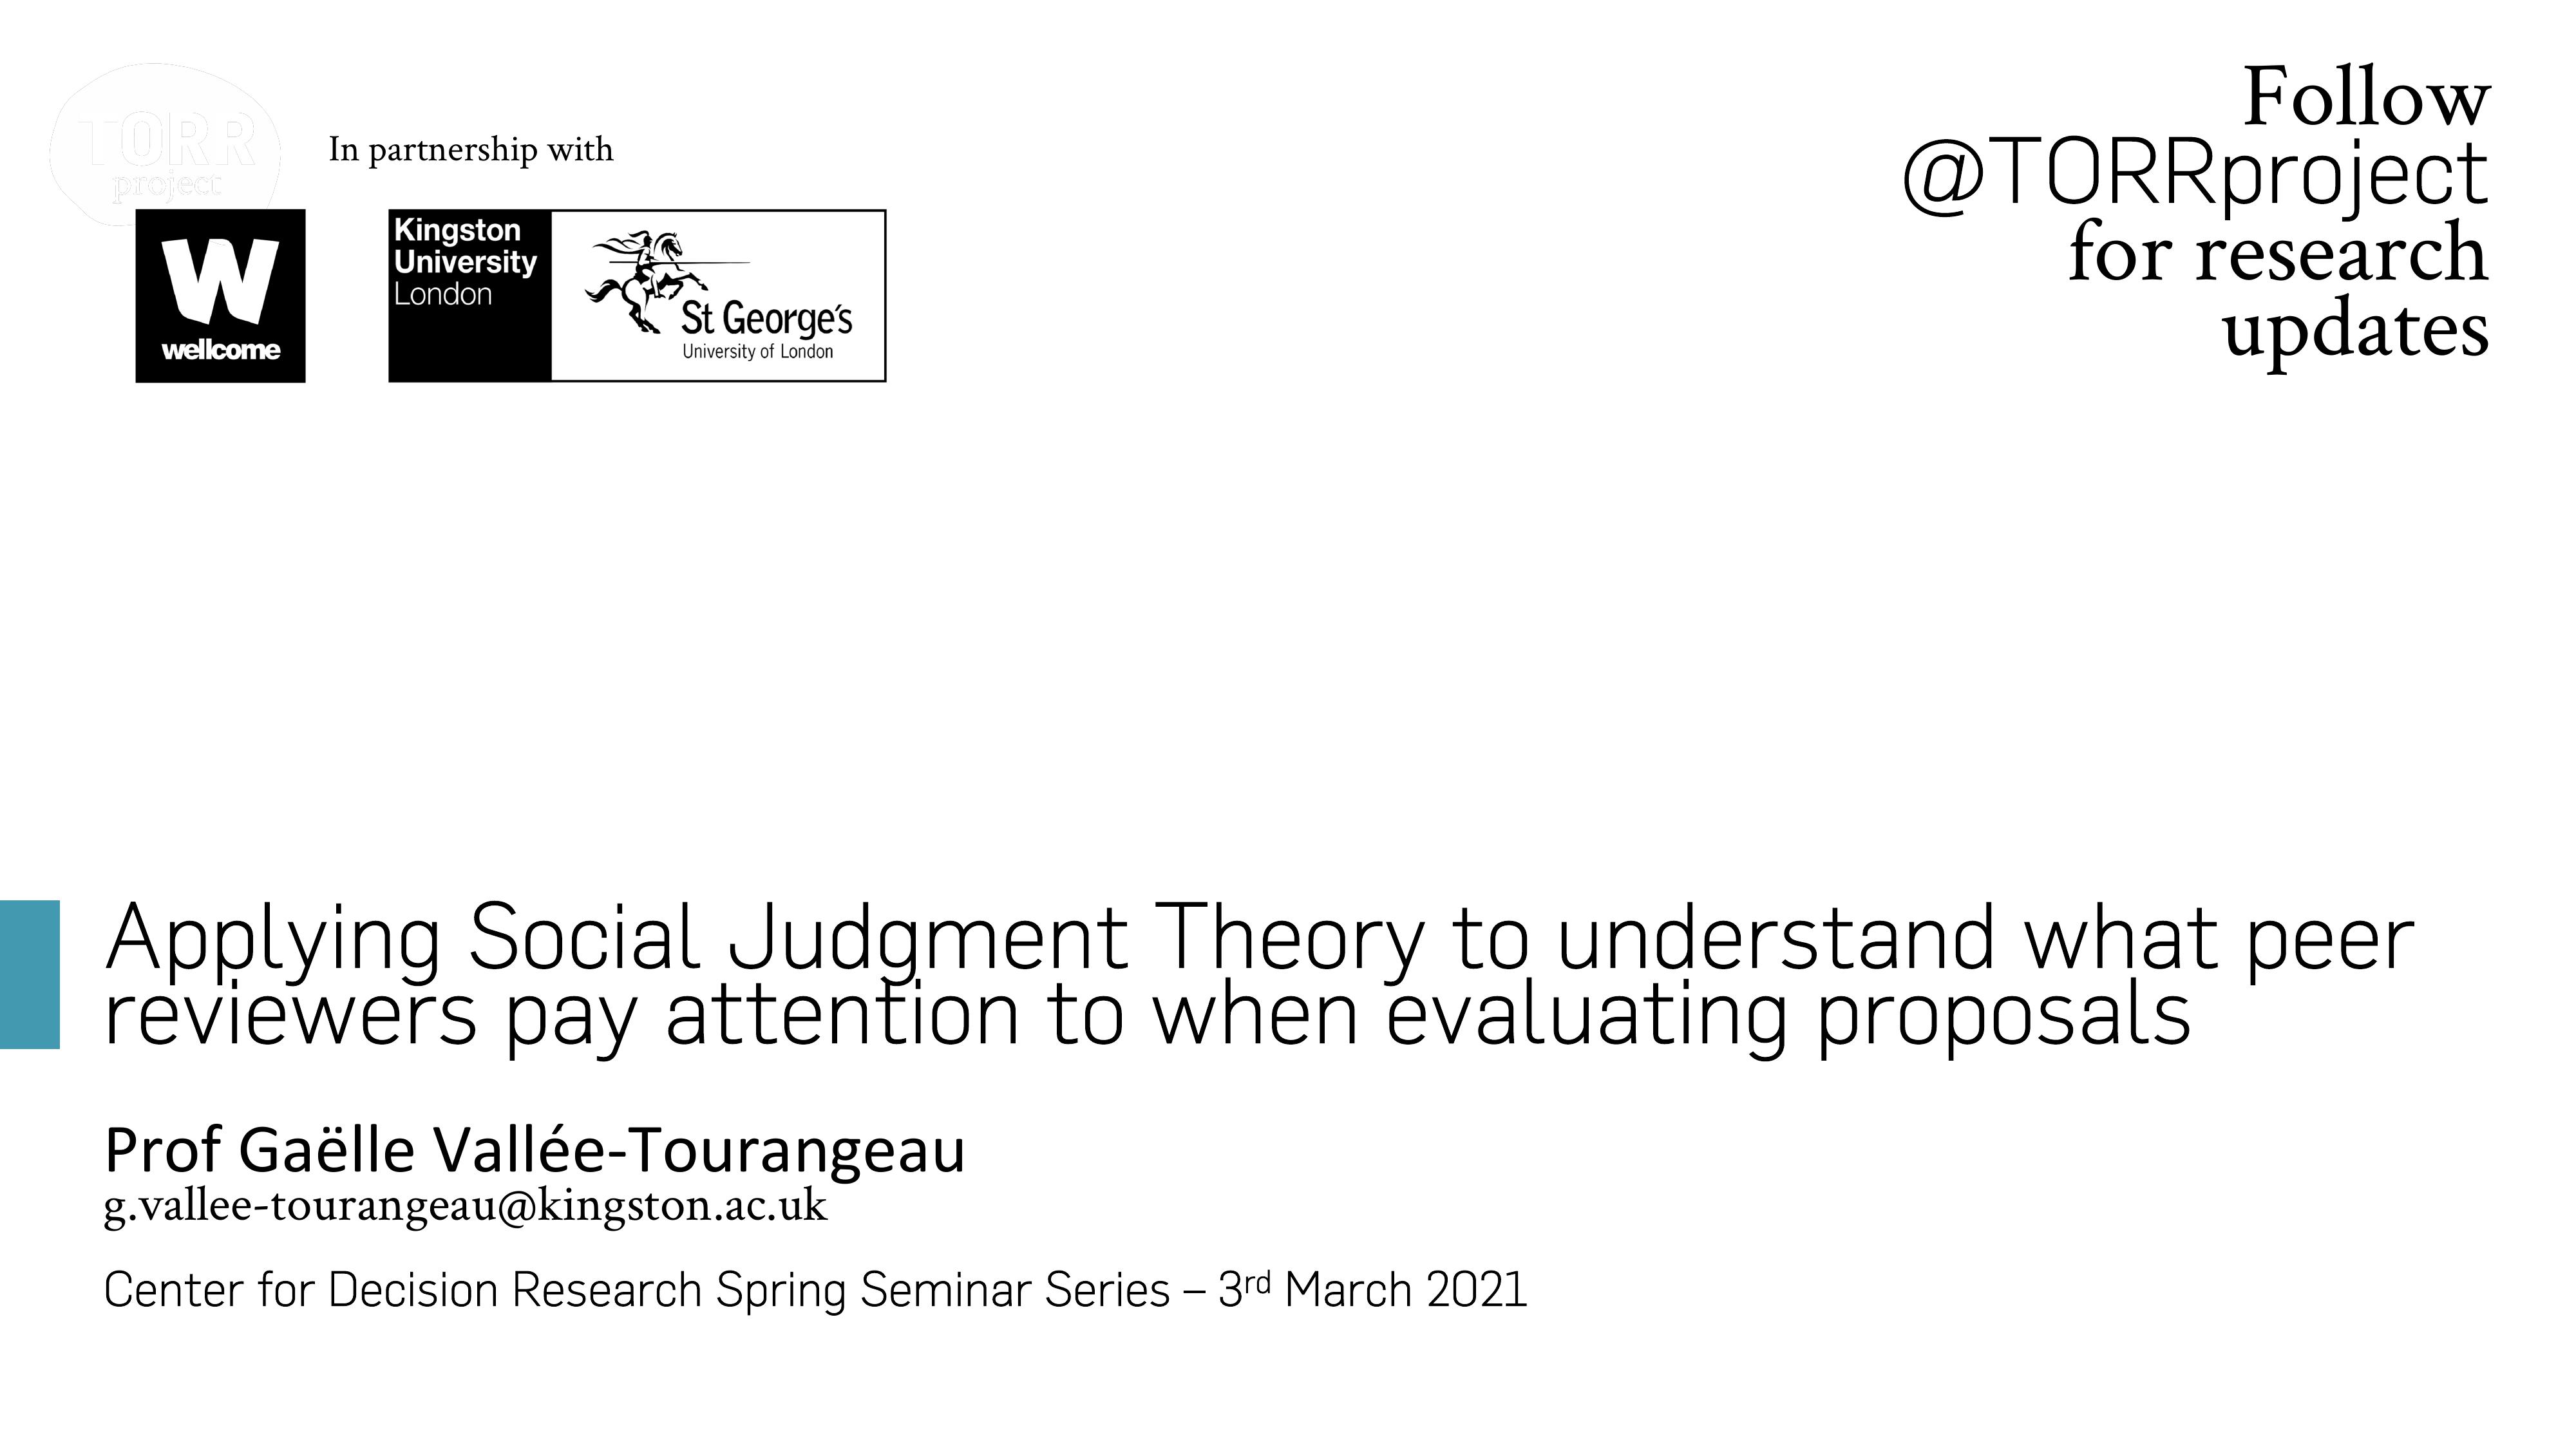 TORR
project
In partnership with
W
wellcome
Kingston
University
London
St George's
University of London
Follow
@TORRproject
for research
updates
Applying Social Judgment Theory to understand what peer
reviewers pay attention to when evaluating proposals
Prof Gaëlle Vallée-Tourangeau
g.vallee-tourangeau@kingston.ac.uk
Center for Decision Research Spring Seminar Series – 3rd March 2021